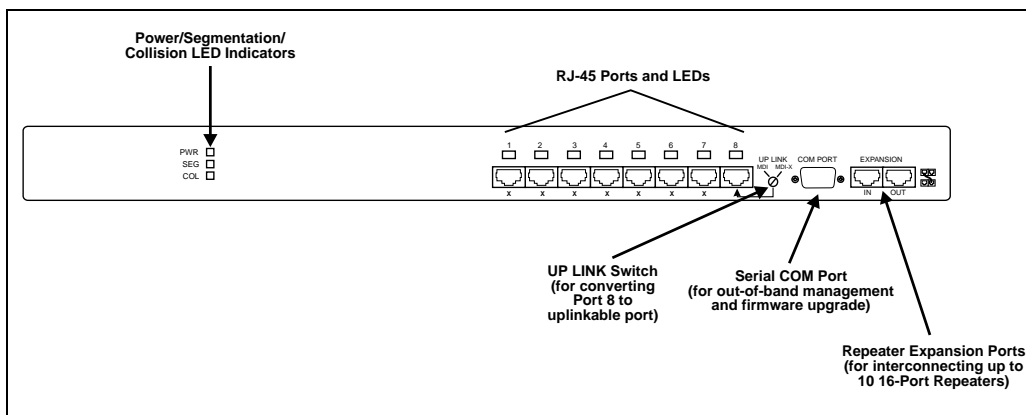 Power/Segmentation/
Collision LED Indicators
RJ-45 Ports and LEDs
PWR
SEG
COL
1 2 3 4 5 6 7 8
x x x x x x x
UP LINK
MDI MDI-X
COM PORT
EXPANSION
IN OUT
UP LINK Switch
(for converting
Port 8 to
uplinkable port)
Serial COM Port
(for out-of-band management
and firmware upgrade)
Repeater Expansion Ports
(for interconnecting up to
10 16-Port Repeaters)